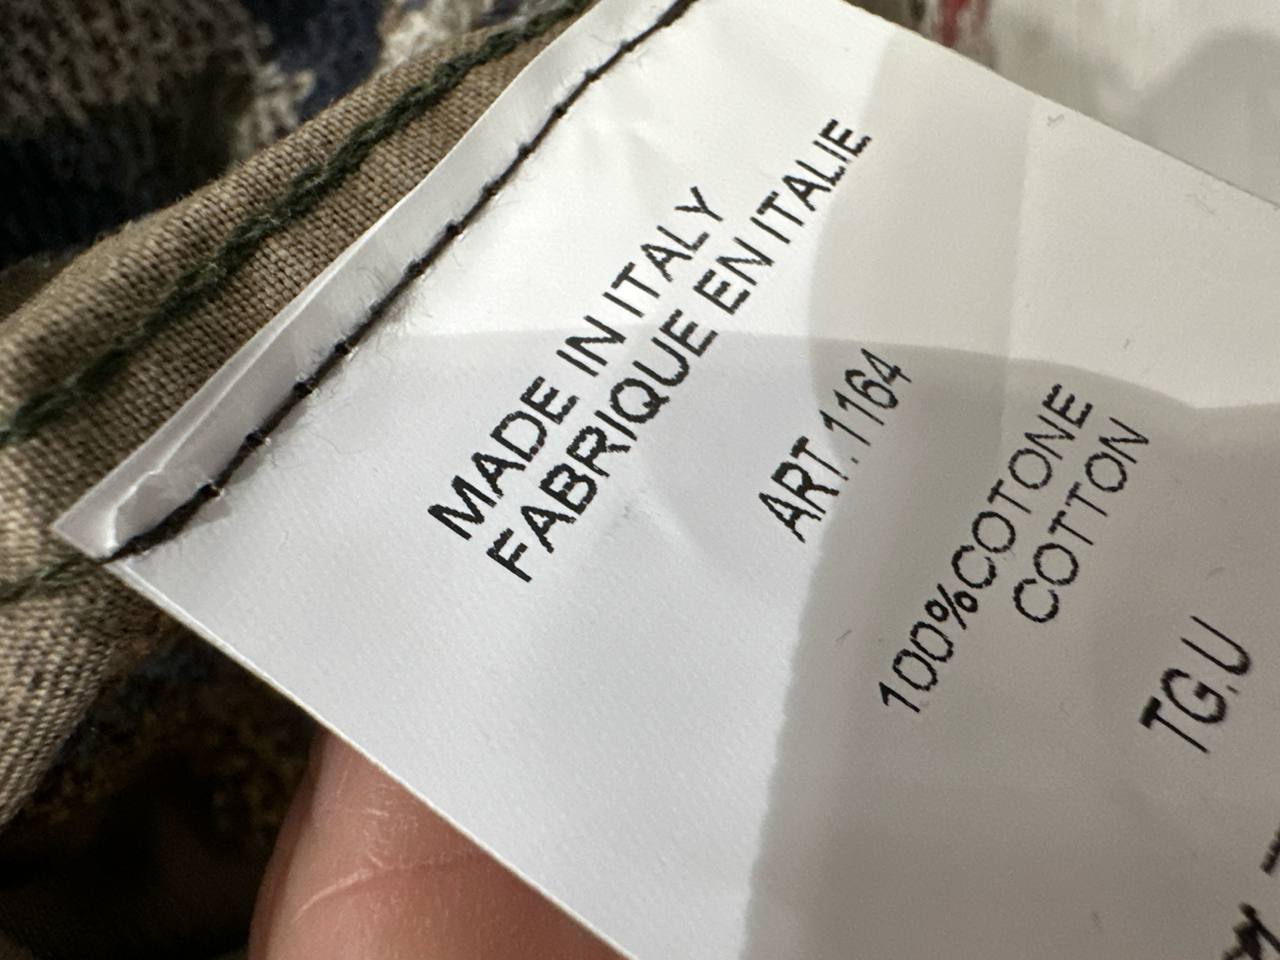 MADE IN ITALY
FABRIQUE EN ITALIE
ART.1164
100%COTONE
COTTON
TG.U